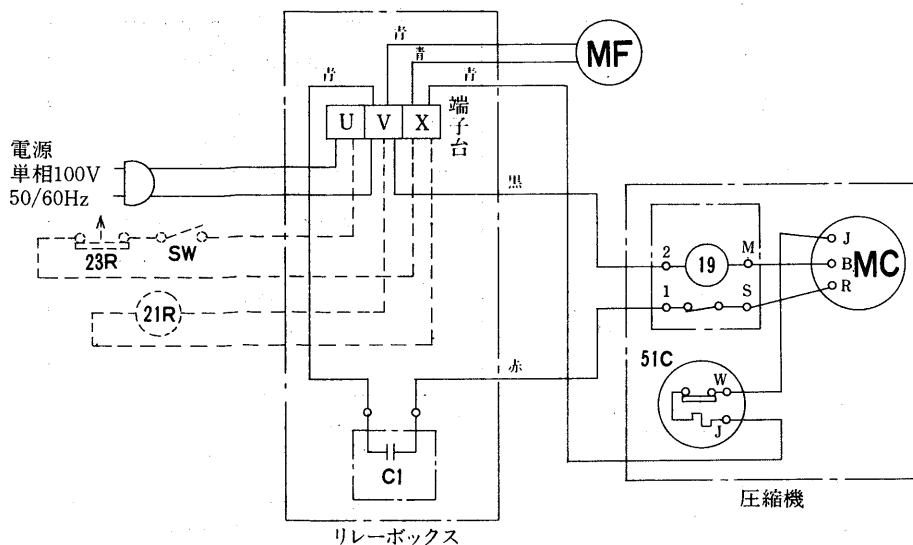 青
青
青
青
MF
U V X
端子台
電源
単相100V
50/60Hz
黒
23R
SW
21R
2
19
M
J
B
MC
R
1
S
赤
51C
W
J
C1
圧縮機
リレーボックス